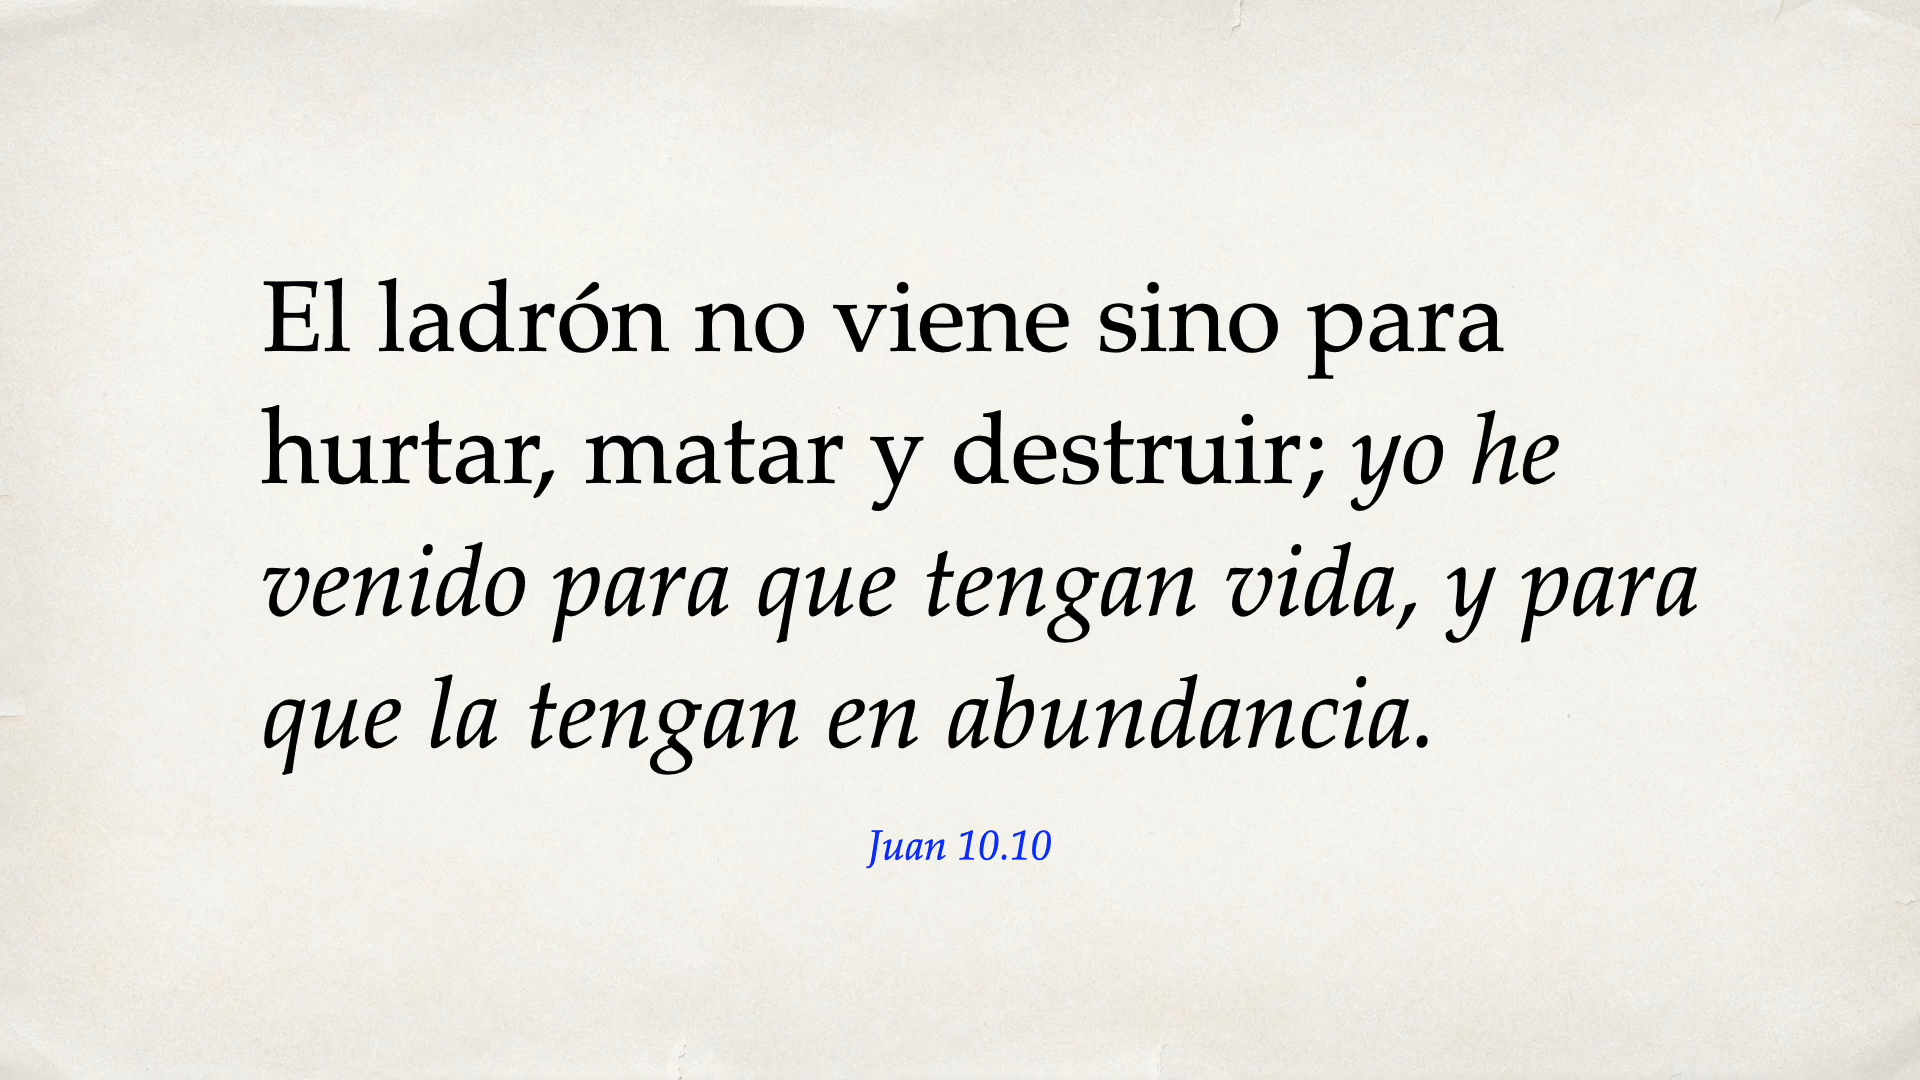 El ladrón no viene sino para
hurtar, matar y destruir; yo he
venido para que tengan vida, y para
que la tengan en abundancia.
Juan 10.10